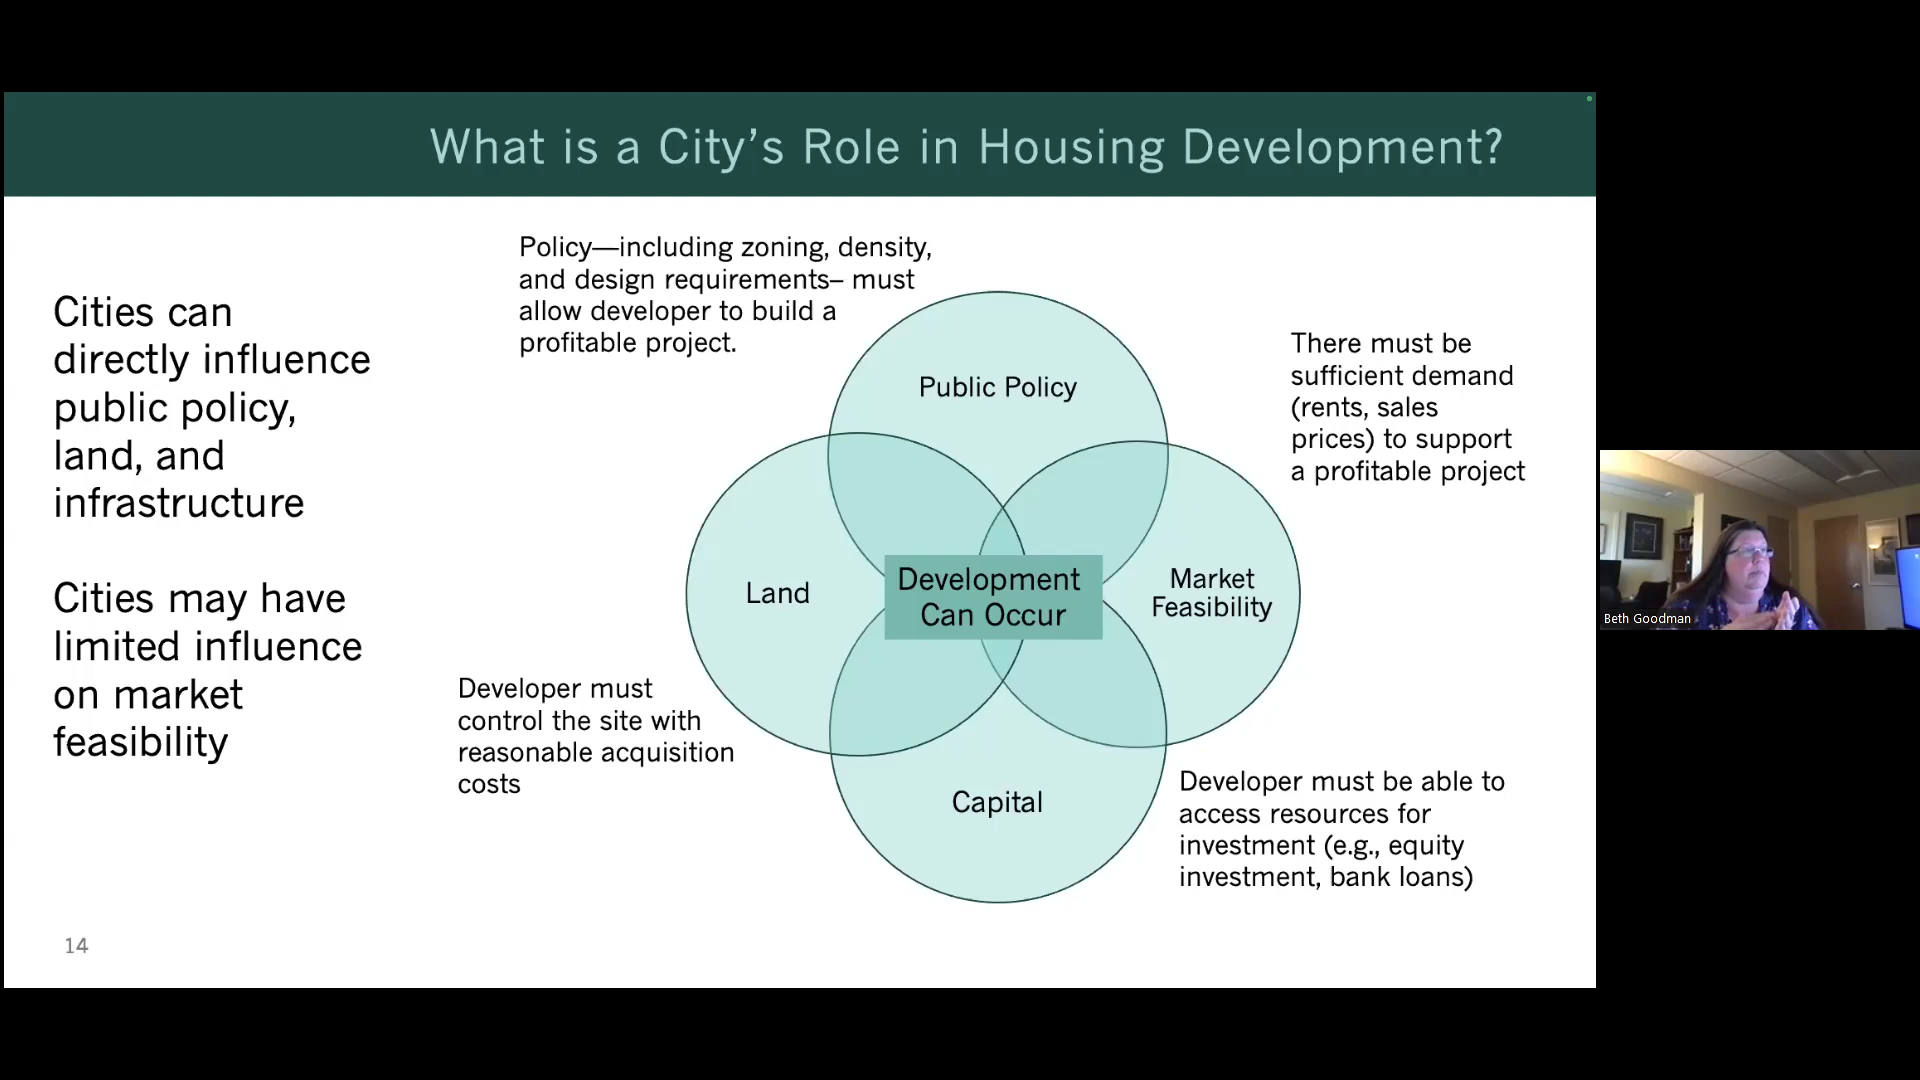 What is a City’s Role in Housing Development?
Cities can
directly influence
public policy,
land, and
infrastructure
Cities may have
limited influence
on market
feasibility
Policy—including zoning, density,
and design requirements– must
allow developer to build a
profitable project.
There must be
sufficient demand
(rents, sales
prices) to support
a profitable project
Public Policy
Land
Development
Can Occur
Market
Feasibility
Capital
Developer must
control the site with
reasonable acquisition
costs
Developer must be able to
access resources for
investment (e.g., equity
investment, bank loans)
14
Beth Goodman